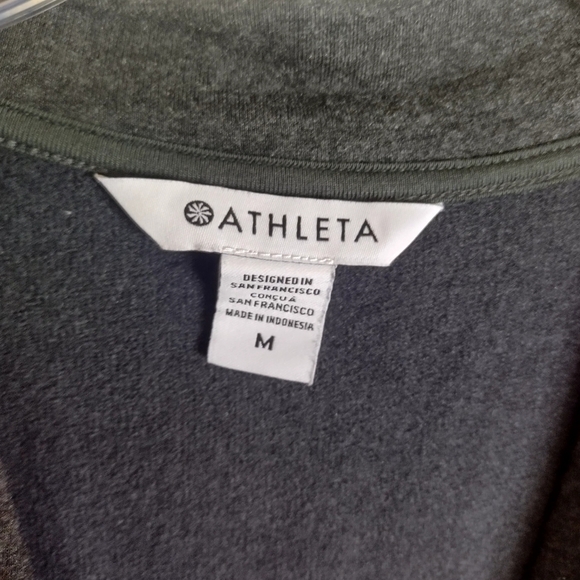 ATHLETA
DESIGNED IN
SAN FRANCISCO
CONÇU À
SAN FRANCISCO
MADE IN INDONESIA
M